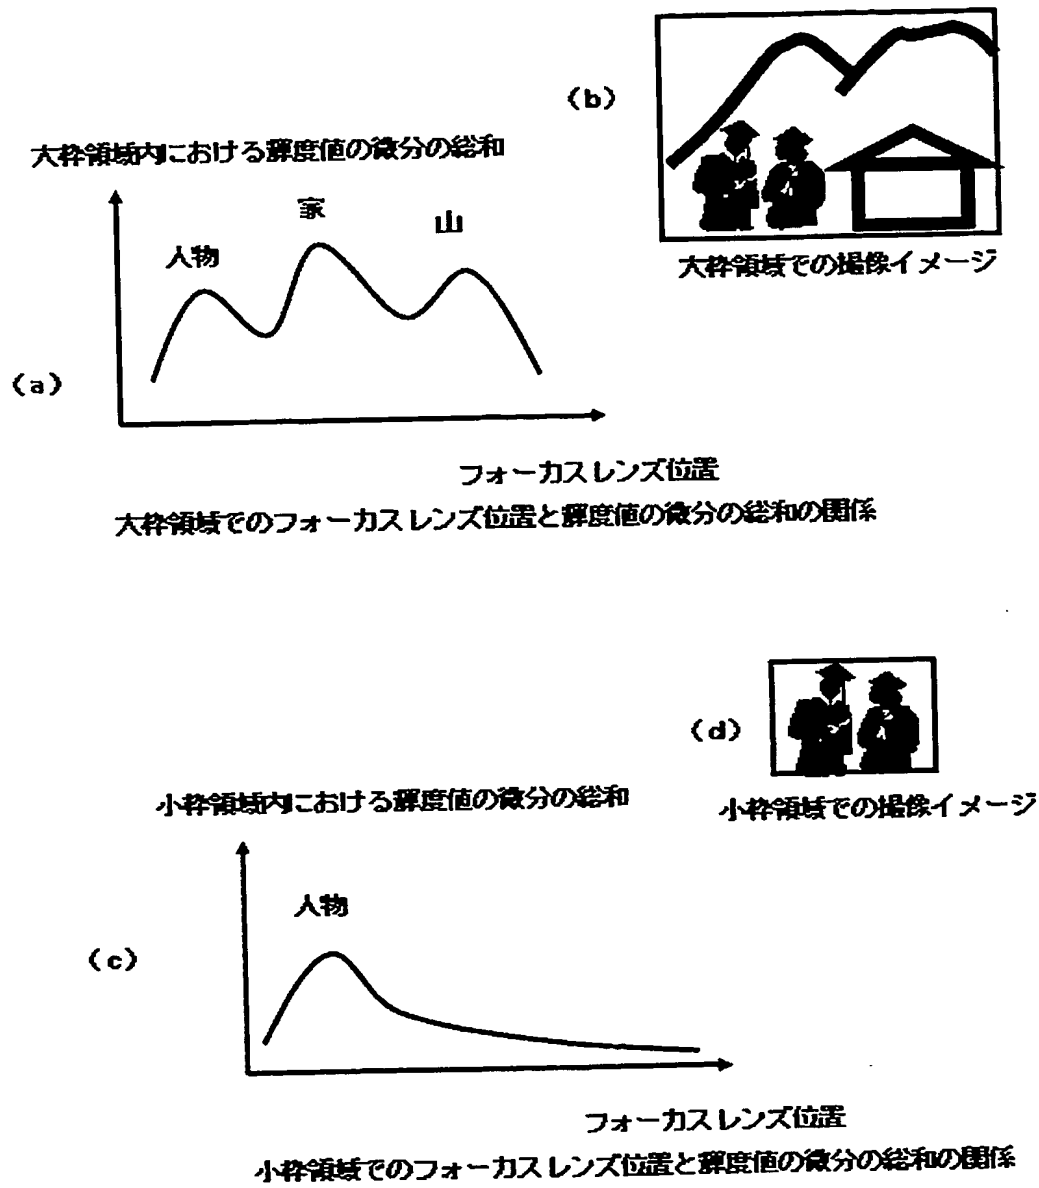 (b)
大枠領域内における輝度値の微分の総和
家
山
人物
大枠領域での撮像イメージ
(a)
フォーカスレンズ位置
大枠領域でのフォーカスレンズ位置と輝度値の微分の総和の関係
(d)
小枠領域内における輝度値の微分の総和
小枠領域での撮像イメージ
人物
(c)
フォーカスレンズ位置
小枠領域でのフォーカスレンズ位置と輝度値の微分の総和の関係